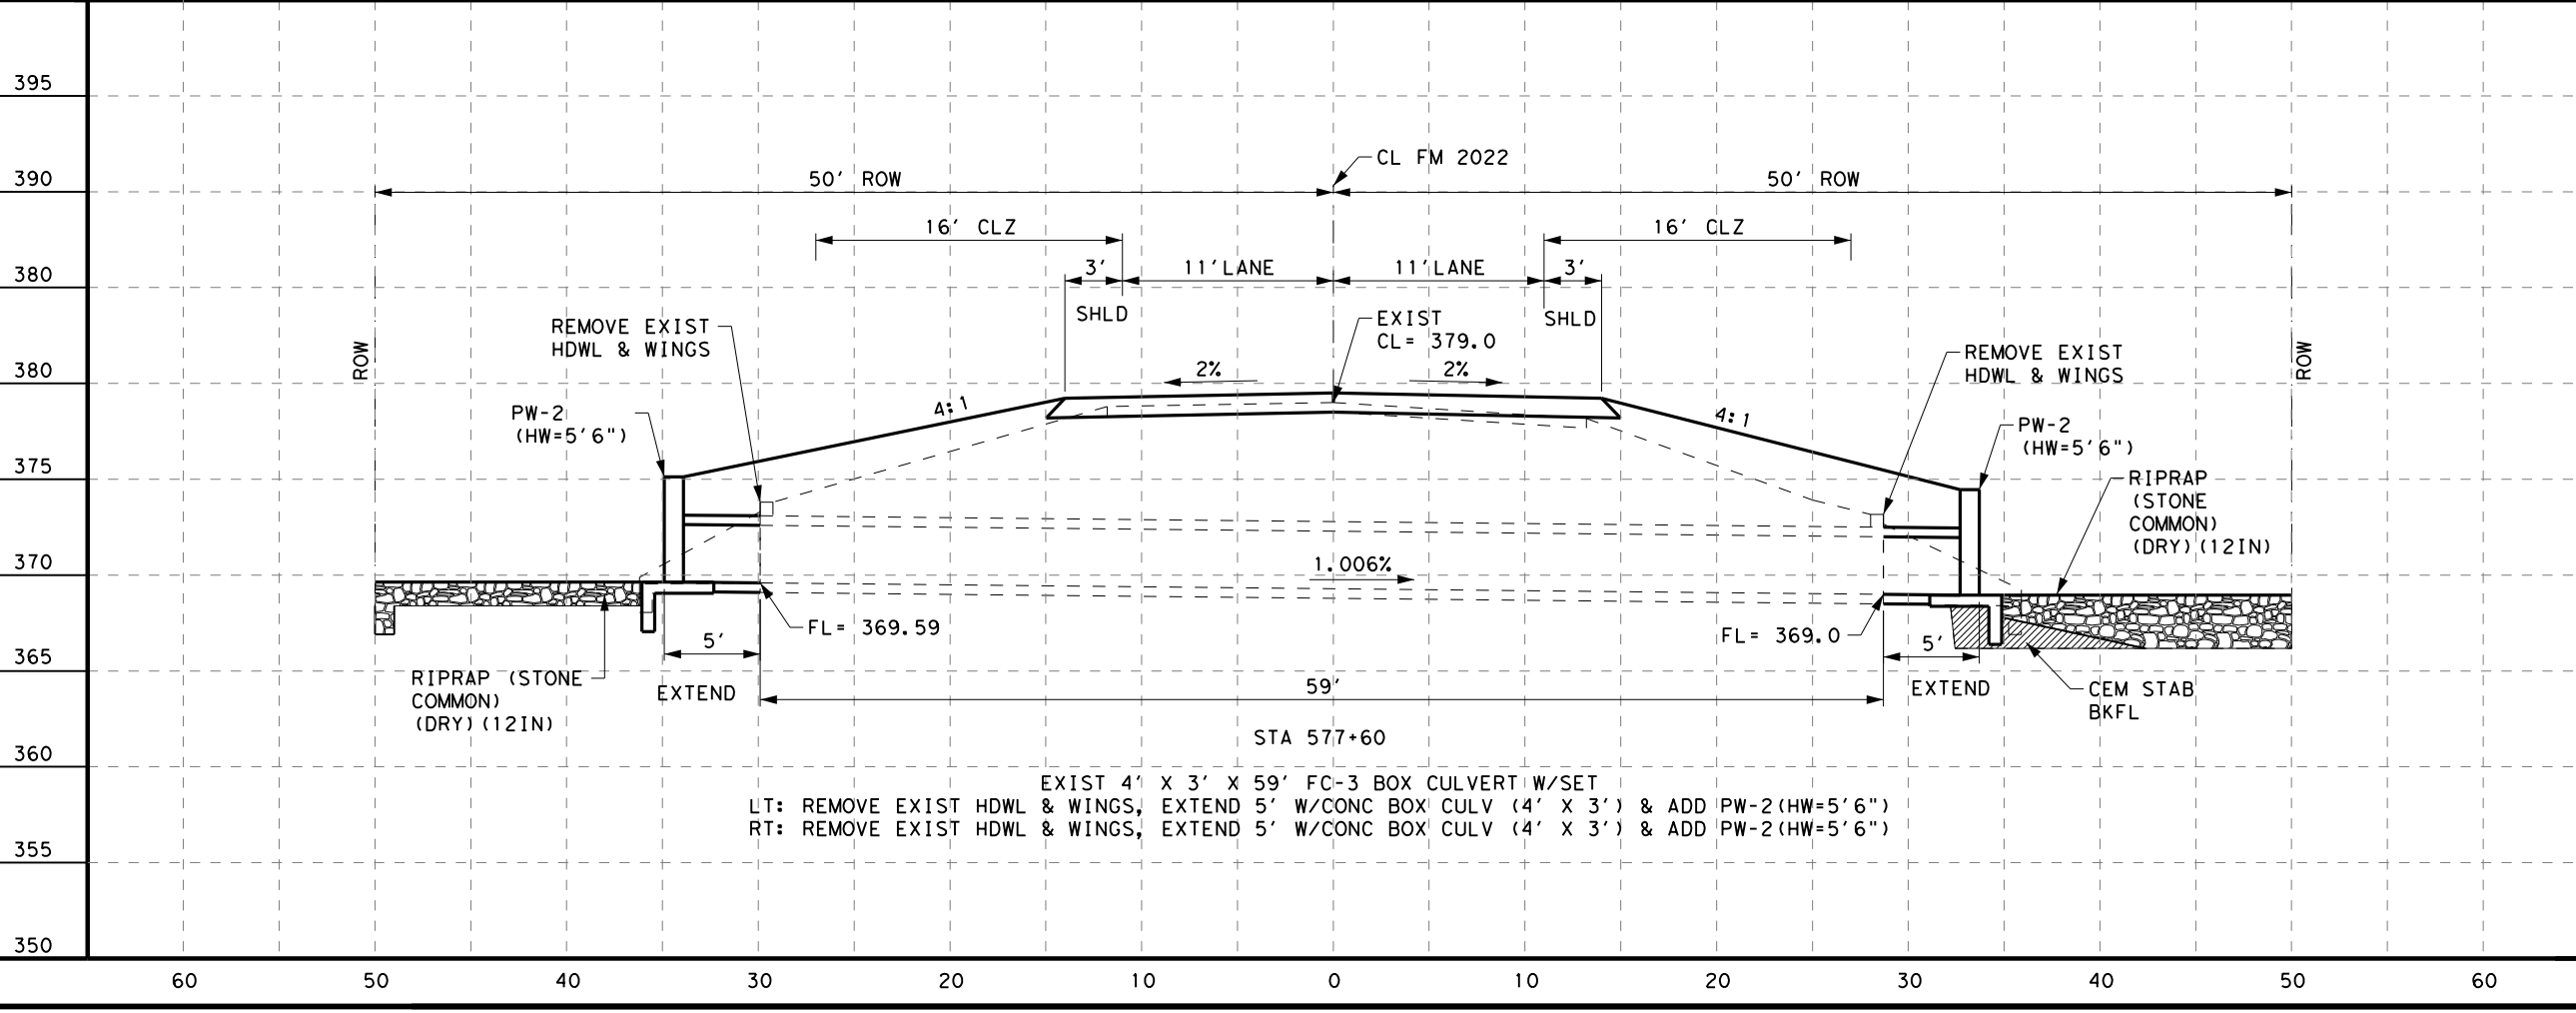 395
390
380
380
375
370
365
360
355
350
CL FM 2022
50' ROW
50' ROW
16' CLZ
16' CLZ
3'
11'LANE
11'LANE
3'
SHLD
SHLD
EXIST
CL= 379.0
REMOVE EXIST
HDWL & WINGS
REMOVE EXIST
HDWL & WINGS
ROW
ROW
2%
2%
4:1
4:1
PW-2
(HW=5'6")
PW-2
(HW=5'6")
RIPRAP
(STONE
COMMON)
(DRY)(12IN)
1.006%
FL= 369.59
FL= 369.0
5'
5'
RIPRAP (STONE
COMMON)
(DRY)(12IN)
EXTEND
59'
EXTEND
CEM STAB
BKFL
STA 577+60
EXIST 4' X 3' X 59' FC-3 BOX CULVERT W/SET
LT: REMOVE EXIST HDWL & WINGS, EXTEND 5' W/CONC BOX CULV (4' X 3') & ADD PW-2(HW=5'6")
RT: REMOVE EXIST HDWL & WINGS, EXTEND 5' W/CONC BOX CULV (4' X 3') & ADD PW-2(HW=5'6")
60 50 40 30 20 10 0 10 20 30 40 50 60